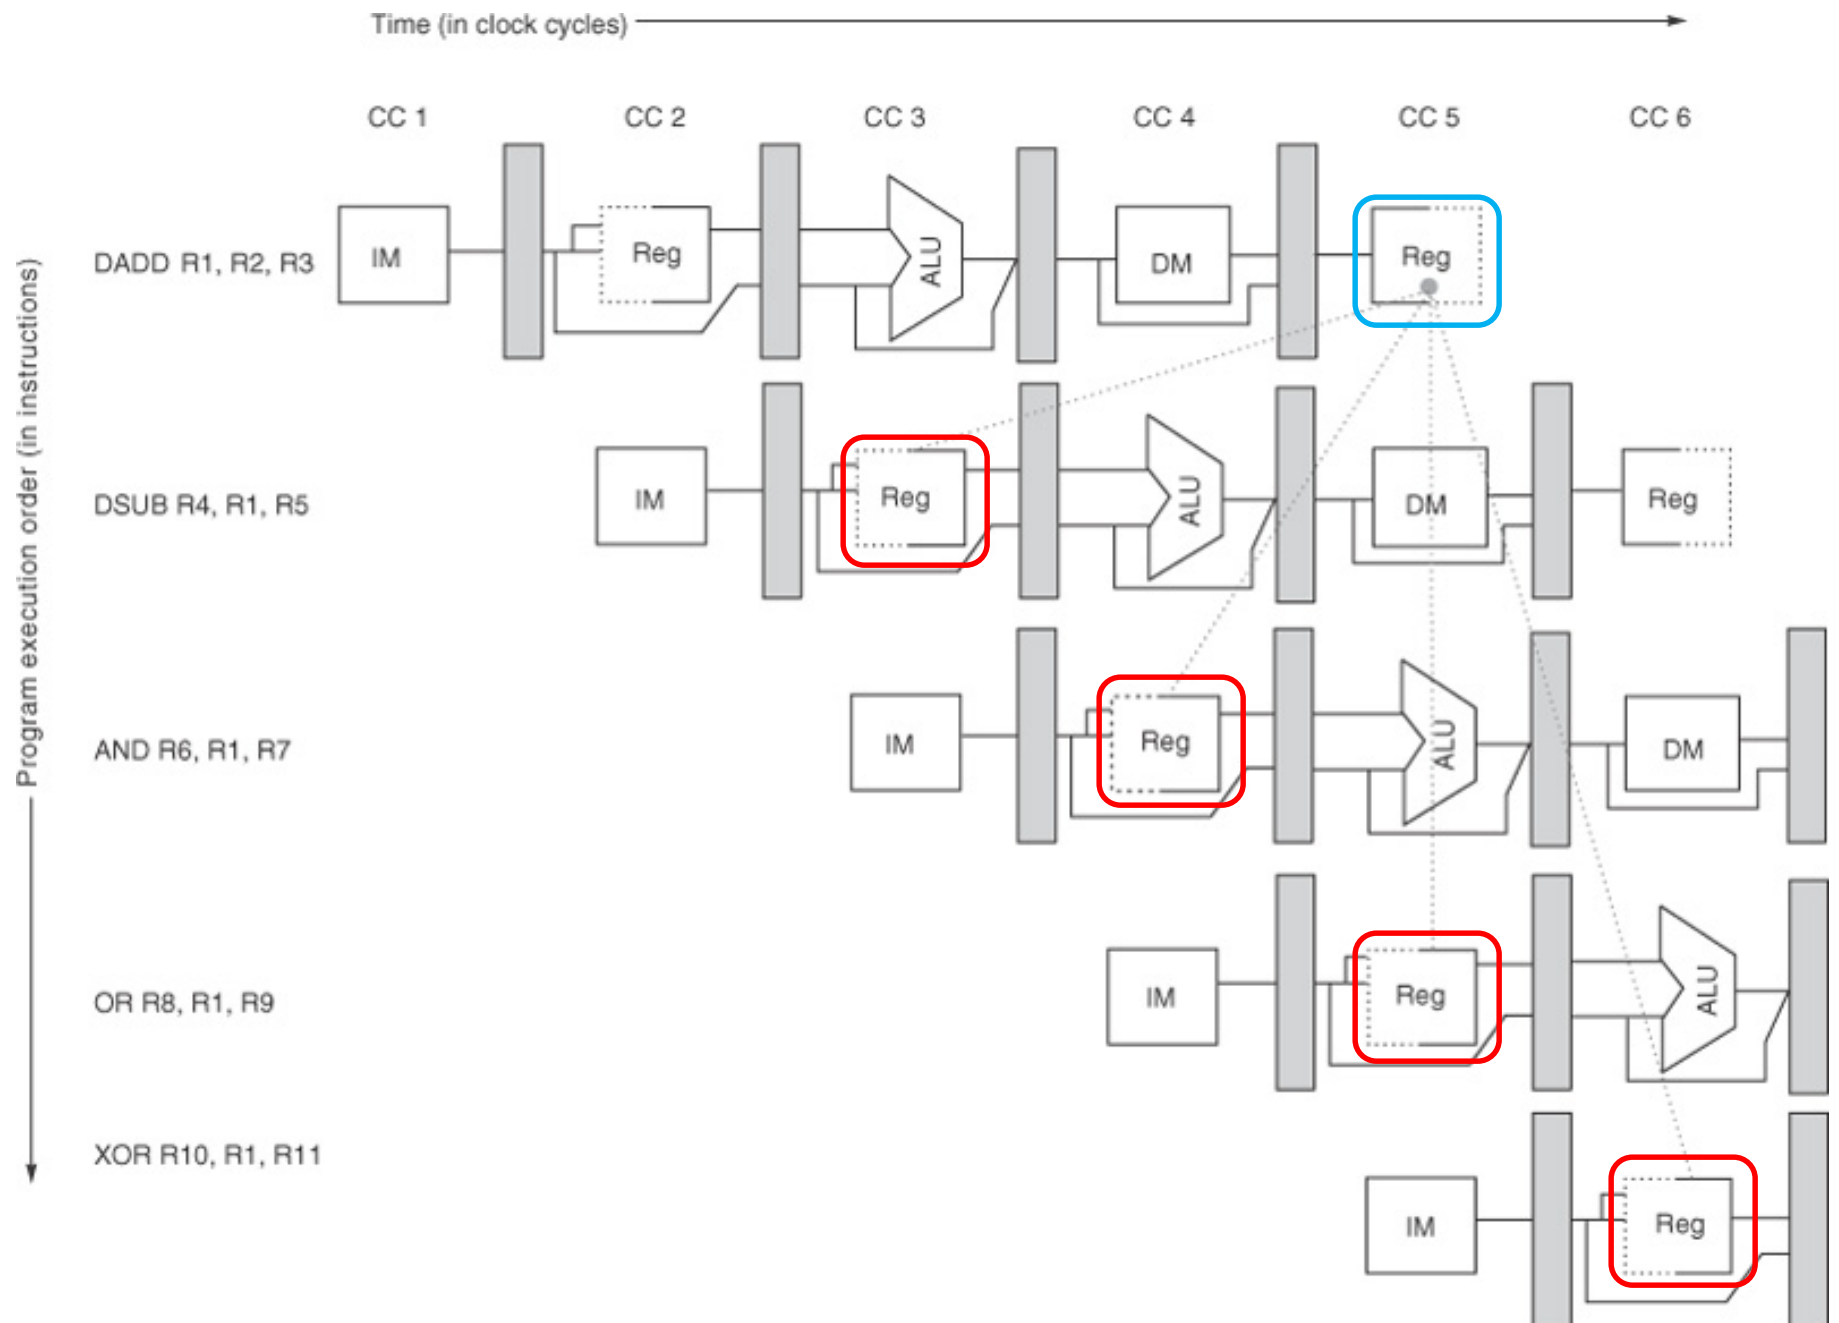 Time (in clock cycles)
CC 1 CC 2 CC 3 CC 4 CC 5 CC 6
Program execution order (in instructions)
DADD R1, R2, R3 IM Reg ALU DM Reg
DSUB R4, R1, R5 IM Reg ALU DM Reg
AND R6, R1, R7 IM Reg ALU DM
OR R8, R1, R9 IM Reg ALU
XOR R10, R1, R11
IM Reg